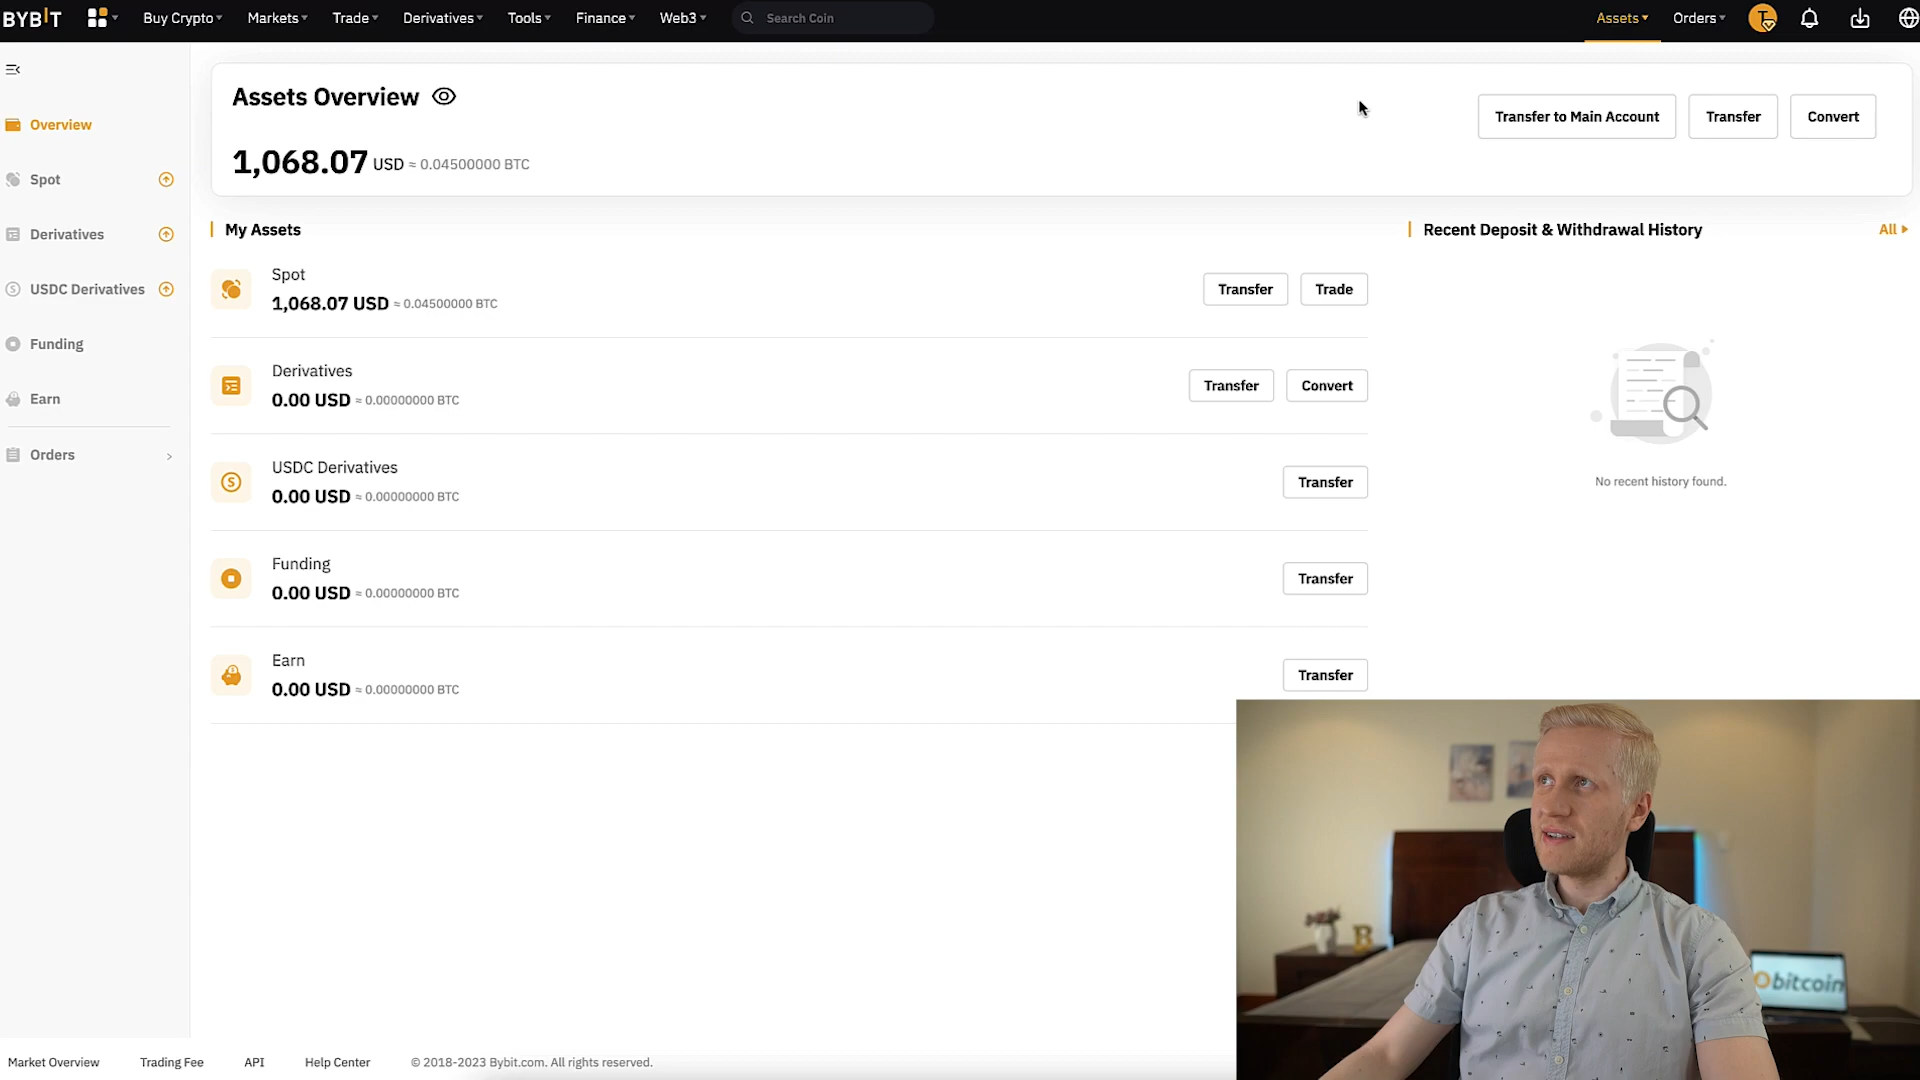 BYBIT Buy Crypto Markets Trade Derivatives Tools Finance Web3 Search Coin Assets Orders T
Assets Overview
Transfer to Main Account Transfer Convert
1,068.07 USD ≈ 0.04500000 BTC
Overview
Spot
Derivatives
USDC Derivatives
Funding
Earn
Orders
My Assets
Spot
1,068.07 USD ≈ 0.04500000 BTC
Transfer Trade
Derivatives
0.00 USD ≈ 0.00000000 BTC
Transfer Convert
USDC Derivatives
0.00 USD ≈ 0.00000000 BTC
Transfer
Funding
0.00 USD ≈ 0.00000000 BTC
Transfer
Earn
0.00 USD ≈ 0.00000000 BTC
Transfer
Recent Deposit & Withdrawal History All
No recent history found.
B
bitcoin
Market Overview Trading Fee API Help Center © 2018-2023 Bybit.com. All rights reserved.